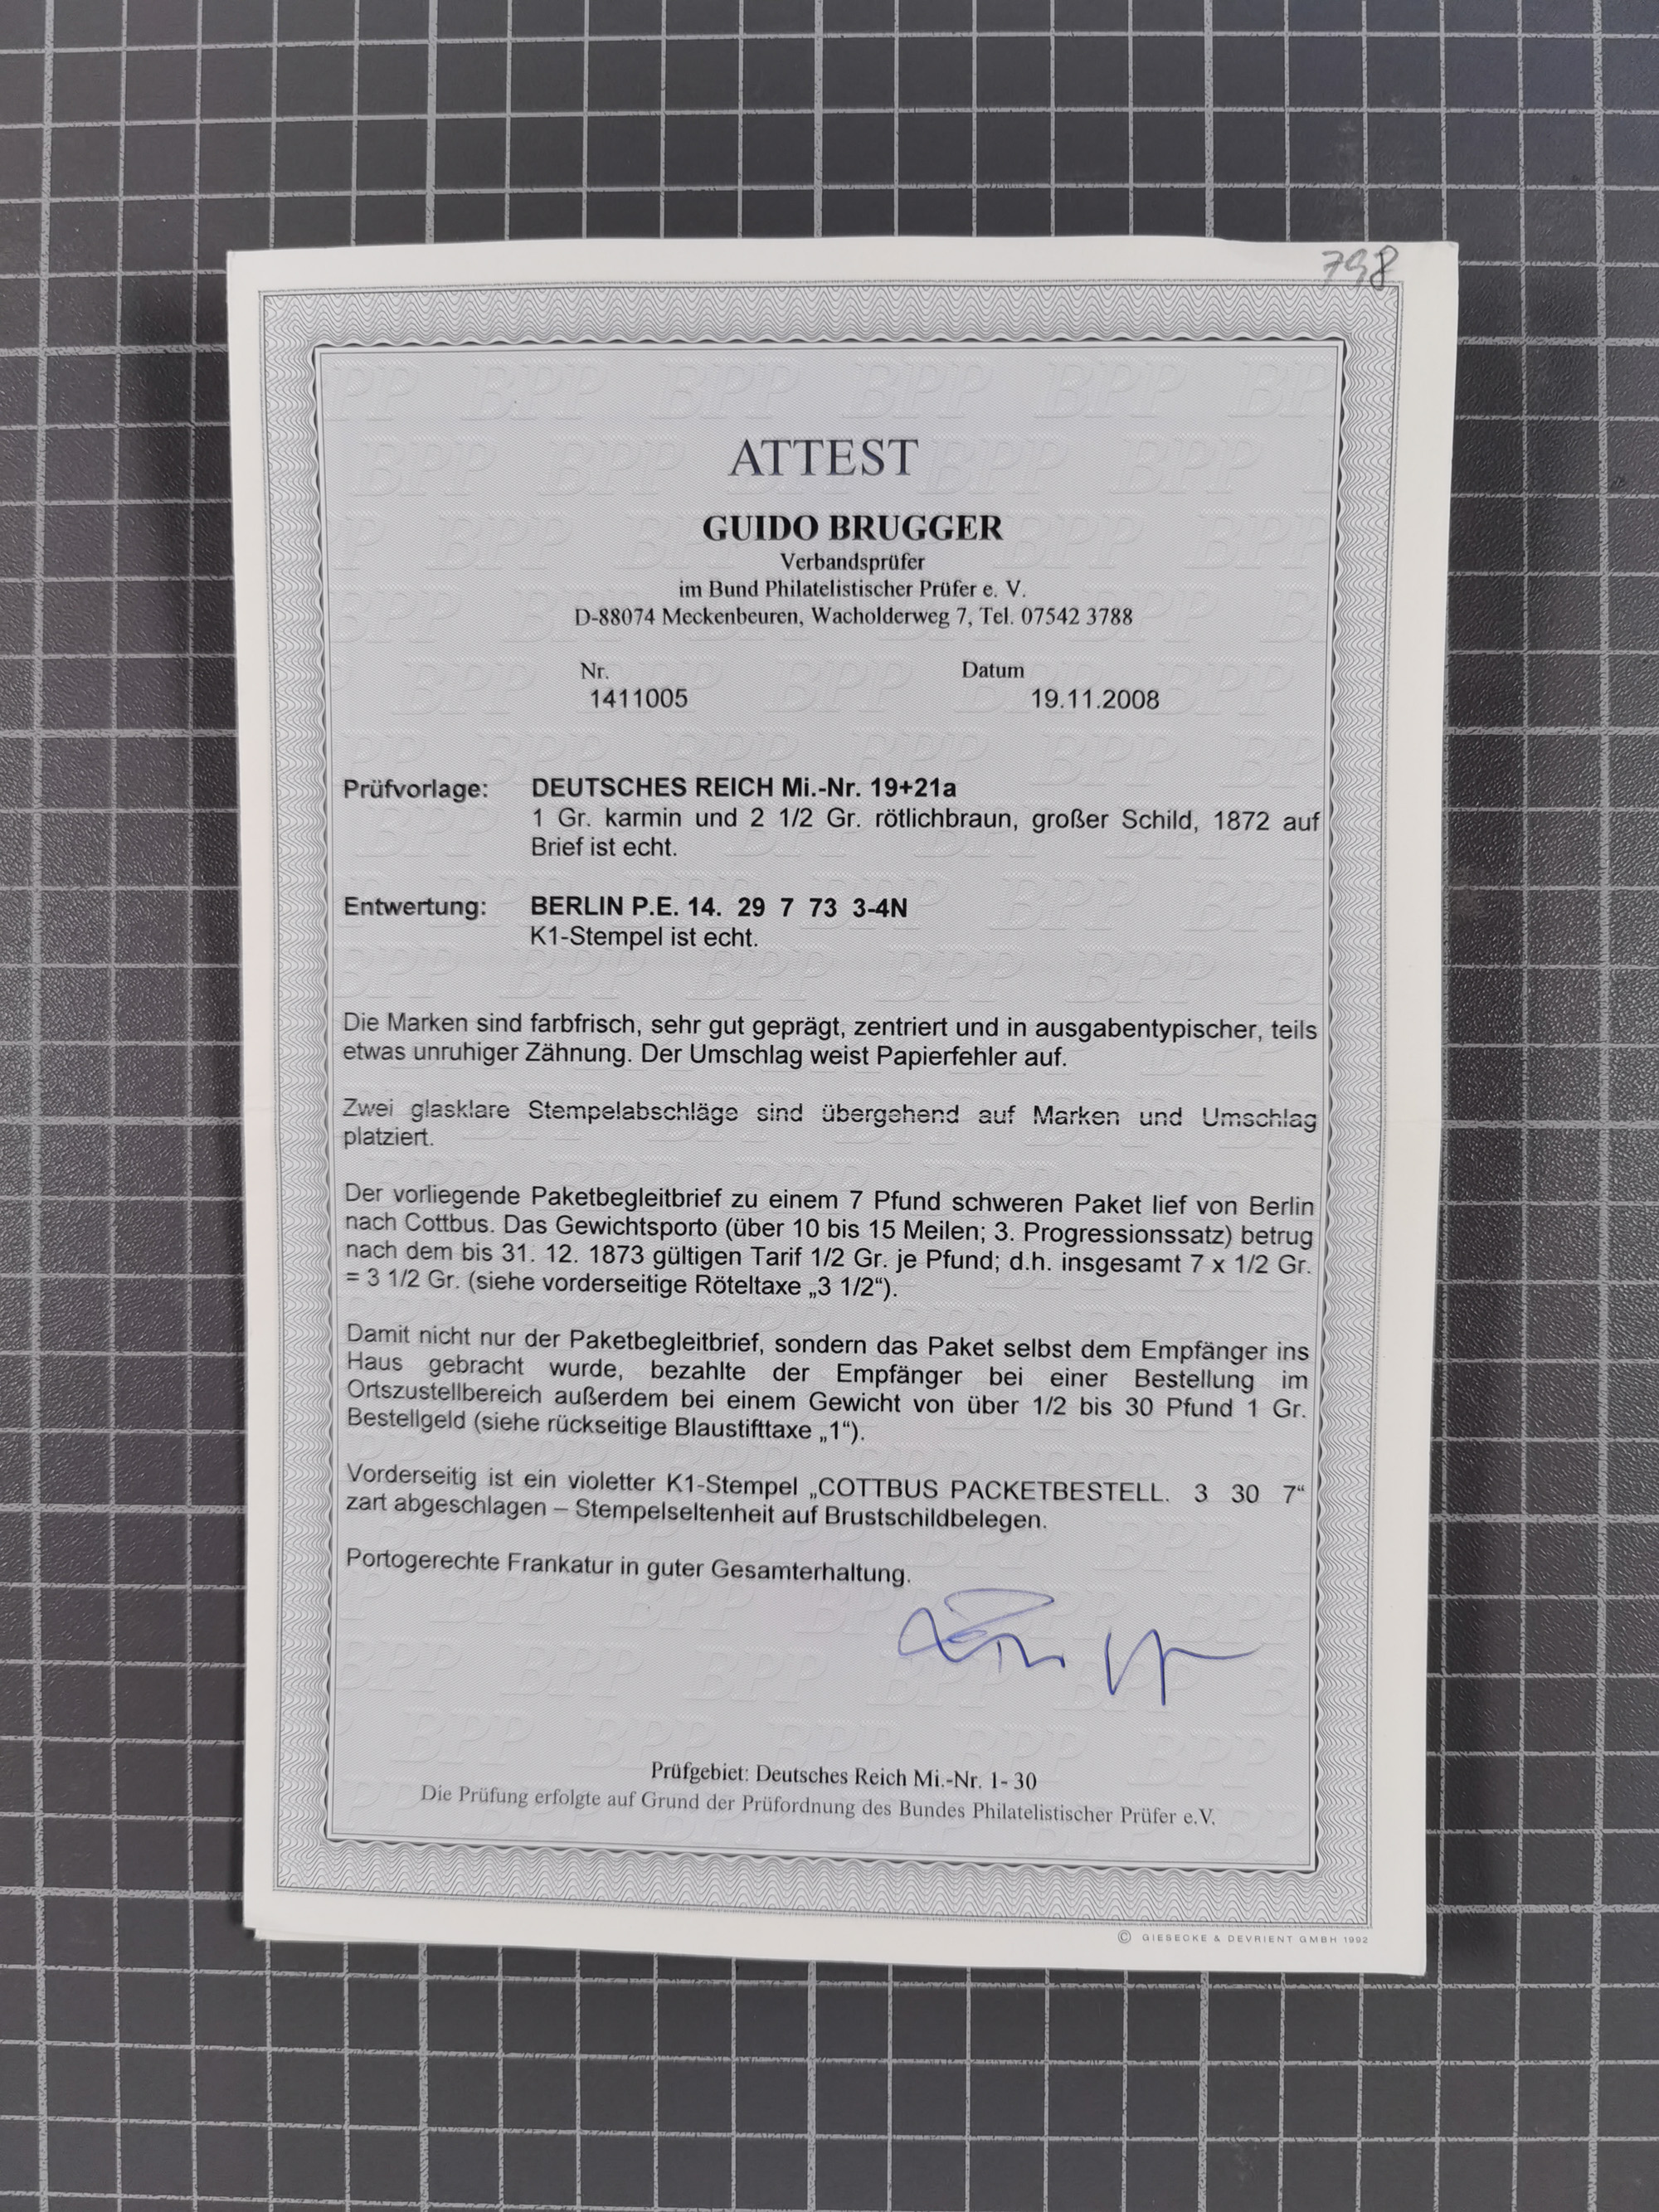 798
ATTEST
GUIDO BRUGGER
Verbandsprüfer
im Bund Philatelistischer Prüfer e. V.
D-88074 Meckenbeuren, Wacholderweg 7, Tel. 07542 3788
Nr. Datum
1411005 19.11.2008
Prüfvorlage: DEUTSCHES REICH Mi.-Nr. 19+21a
1 Gr. karmin und 2 1/2 Gr. rötlichbraun, großer Schild, 1872 auf
Brief ist echt.
Entwertung: BERLIN P.E. 14. 29 7 73 3-4N
K1-Stempel ist echt.
Die Marken sind farbfrisch, sehr gut geprägt, zentriert und in ausgabentypischer, teils
etwas unruhiger Zähnung. Der Umschlag weist Papierfehler auf.
Zwei glasklare Stempelabschläge sind übergehend auf Marken und Umschlag
platziert.
Der vorliegende Paketbegleitbrief zu einem 7 Pfund schweren Paket lief von Berlin
nach Cottbus. Das Gewichtsporto (über 10 bis 15 Meilen; 3. Progressionssatz) betrug
nach dem bis 31. 12. 1873 gültigen Tarif 1/2 Gr. je Pfund; d.h. insgesamt 7 x 1/2 Gr.
= 3 1/2 Gr. (siehe vorderseitige Röteltaxe „3 1/2“).
Damit nicht nur der Paketbegleitbrief, sondern das Paket selbst dem Empfänger ins
Haus gebracht wurde, bezahlte der Empfänger bei einer Bestellung im
Ortszustellbereich außerdem bei einem Gewicht von über 1/2 bis 30 Pfund 1 Gr.
Bestellgeld (siehe rückseitige Blaustifttaxe „1“).
Vorderseitig ist ein violetter K1-Stempel „COTTBUS PACKETBESTELL. 3 30 7“
zart abgeschlagen – Stempelseltenheit auf Brustschildbelegen.
Portogerechte Frankatur in guter Gesamterhaltung.
Prüfgebiet: Deutsches Reich Mi.-Nr. 1- 30
Die Prüfung erfolgte auf Grund der Prüfordnung des Bundes Philatelistischer Prüfer e.V.
© GIESECKE & DEVRIENT GMBH 1992